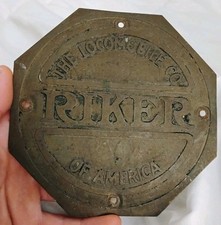 THE LOCOMOBILE CO.
RIKER
OF AMERICA